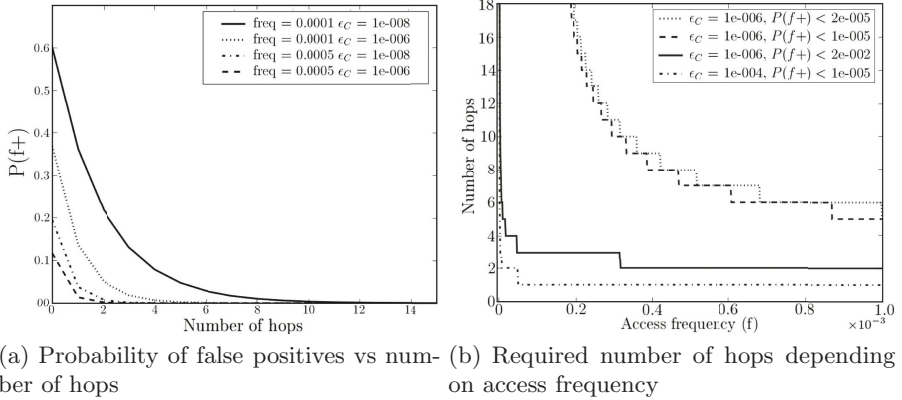 freq = 0.0001 ϵC = 1e-008
freq = 0.0001 ϵC = 1e-006
freq = 0.0005 ϵC = 1e-008
freq = 0.0005 ϵC = 1e-006
P(f+)
0.6
0.5
0.4
0.3
0.2
0.1
0.0
0 2 4 6 8 10 12 14
Number of hops
(a) Probability of false positives vs num-
ber of hops
ϵC = 1e-006, P(f+) < 2e-005
ϵC = 1e-006, P(f+) < 1e-005
ϵC = 1e-006, P(f+) < 2e-002
ϵC = 1e-004, P(f+) < 1e-005
Number of hops
18
16
14
12
10
8
6
4
2
0
0 0.2 0.4 0.6 0.8 1.0
Access frequency (f)
×10−3
(b) Required number of hops depending
on access frequency